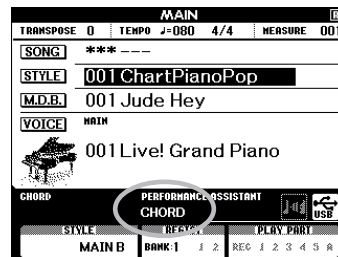 MAIN
TRANSPOSE 0 TEMPO ♩=080 4/4 MEASURE 001
SONG *** ---
STYLE 001 ChartPianoPop
M.D.B. 001 Jude Hey
VOICE MAIN
001 Live! Grand Piano
CHORD PERFORMANCE ASSISTANT
CHORD USB
STYLE REGIST PLAY PART
MAIN B BANK:1 1 2 REC 1 2 3 4 5 A